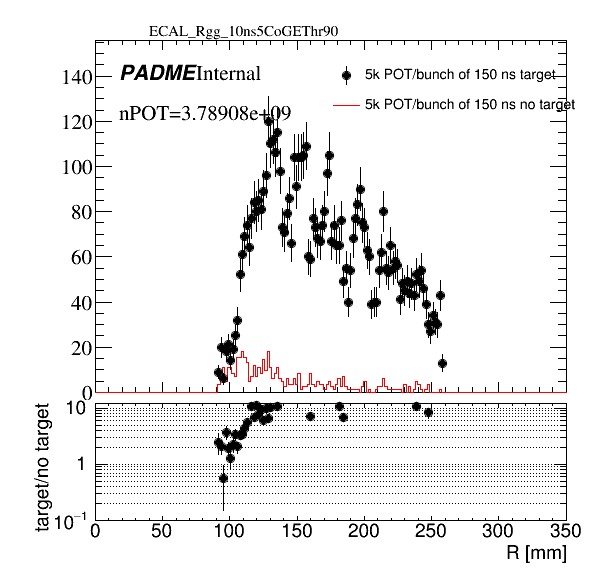 ECAL_Rgg_10ns5CoGEThr90
PADME Internal
5k POT/bunch of 150 ns target
5k POT/bunch of 150 ns no target
nPOT=3.78908e+09
140
120
100
80
60
40
20
0
target/no target
10
1
10⁻¹
0 50 100 150 200 250 300 350
R [mm]